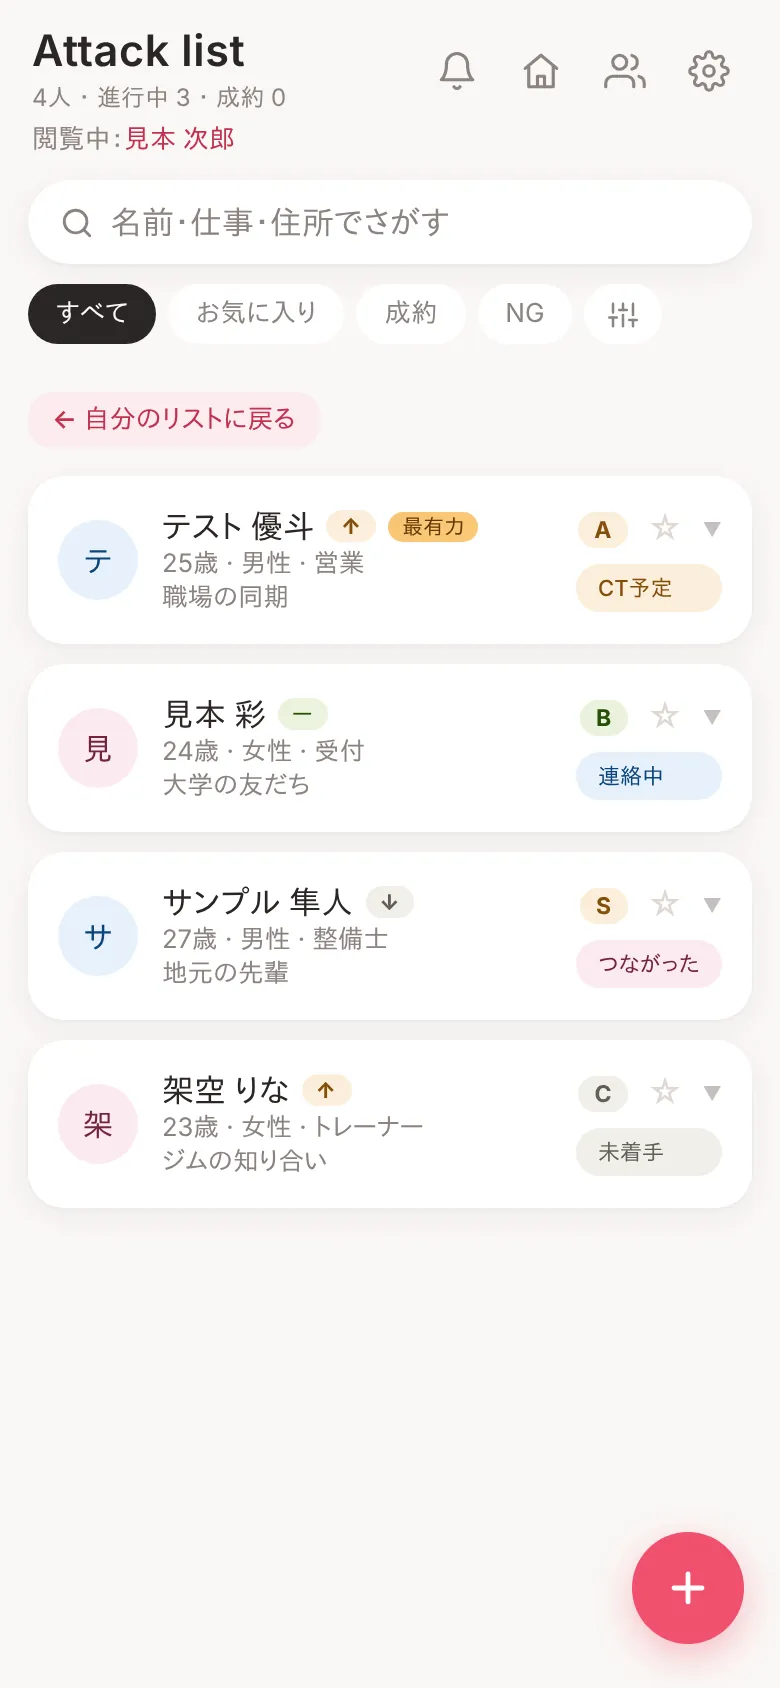 Attack list
4人・進行中 3・成約 0
閲覧中:見本 次郎
名前・仕事・住所でさがす
すべて
お気に入り
成約
NG
← 自分のリストに戻る
テ
テスト 優斗 ↑ 最有力
25歳・男性・営業
職場の同期
A ☆ ▼
CT予定
見
見本 彩 ー
24歳・女性・受付
大学の友だち
B ☆ ▼
連絡中
サ
サンプル 隼人 ↓
27歳・男性・整備士
地元の先輩
S ☆ ▼
つながった
架
架空 りな ↑
23歳・女性・トレーナー
ジムの知り合い
C ☆ ▼
未着手
+